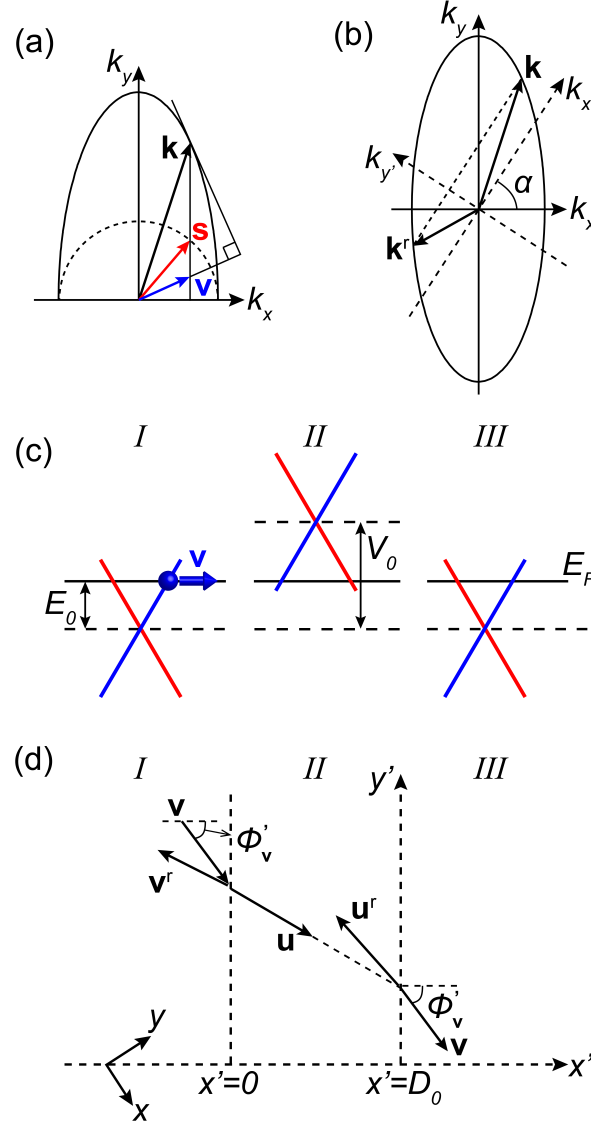 (a)
k_y
k
s
v
k_x
(b)
k_y
k
k_x'
k_y'
α
k_x
k^r
(c)
I II III
v
E_0
V_0
E_F
(d)
I II III
y'
v
Φ'_v
v^r
u
u^r
Φ'_v
v
y
x
x'=0 x'=D_0 x'